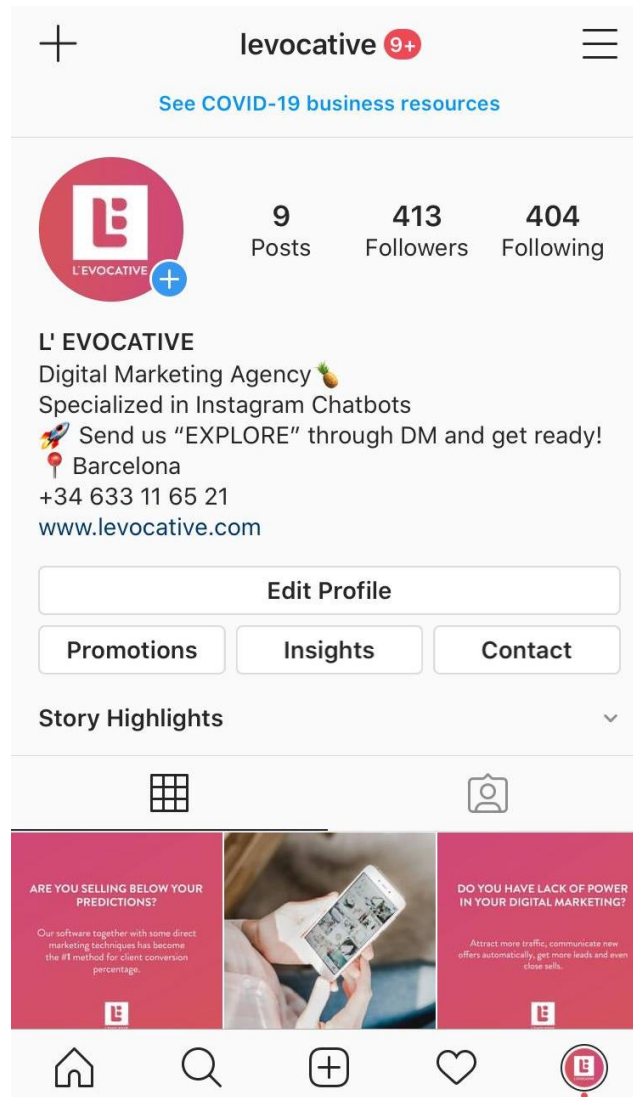 levocative 9+
See COVID-19 business resources
L'EVOCATIVE
9 413 404
Posts Followers Following
L' EVOCATIVE
Digital Marketing Agency🍍
Specialized in Instagram Chatbots
🚀 Send us “EXPLORE” through DM and get ready!
📍 Barcelona
+34 633 11 65 21
www.levocative.com
Edit Profile
Promotions Insights Contact
Story Highlights
ARE YOU SELLING BELOW YOUR
PREDICTIONS?
Our software together with some direct
marketing techniques has become
the #1 method for client conversion
percentage.
DO YOU HAVE LACK OF POWER
IN YOUR DIGITAL MARKETING?
Attract more traffic, communicate new
offers automatically, get more leads and even
close sells.